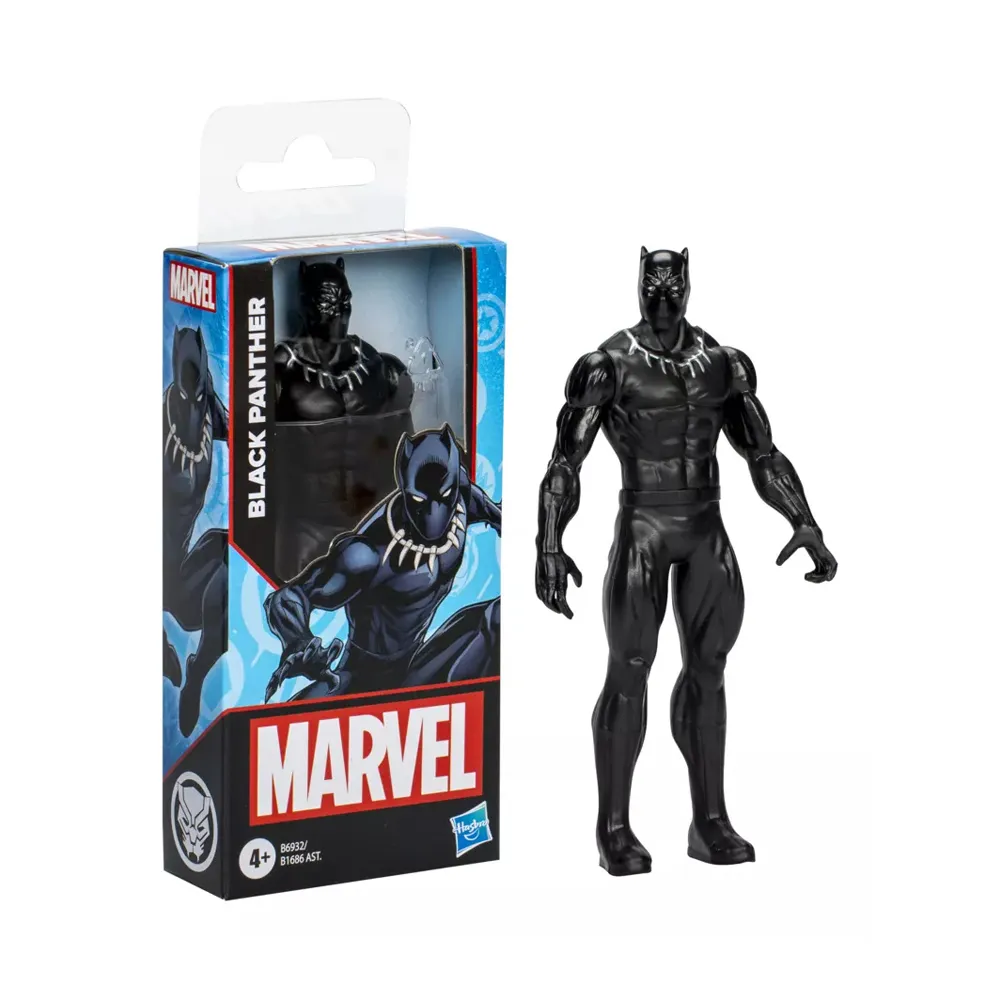 MARVEL
BLACK PANTHER
MARVEL
Hasbro
4+
B6932/
B1686 AST.